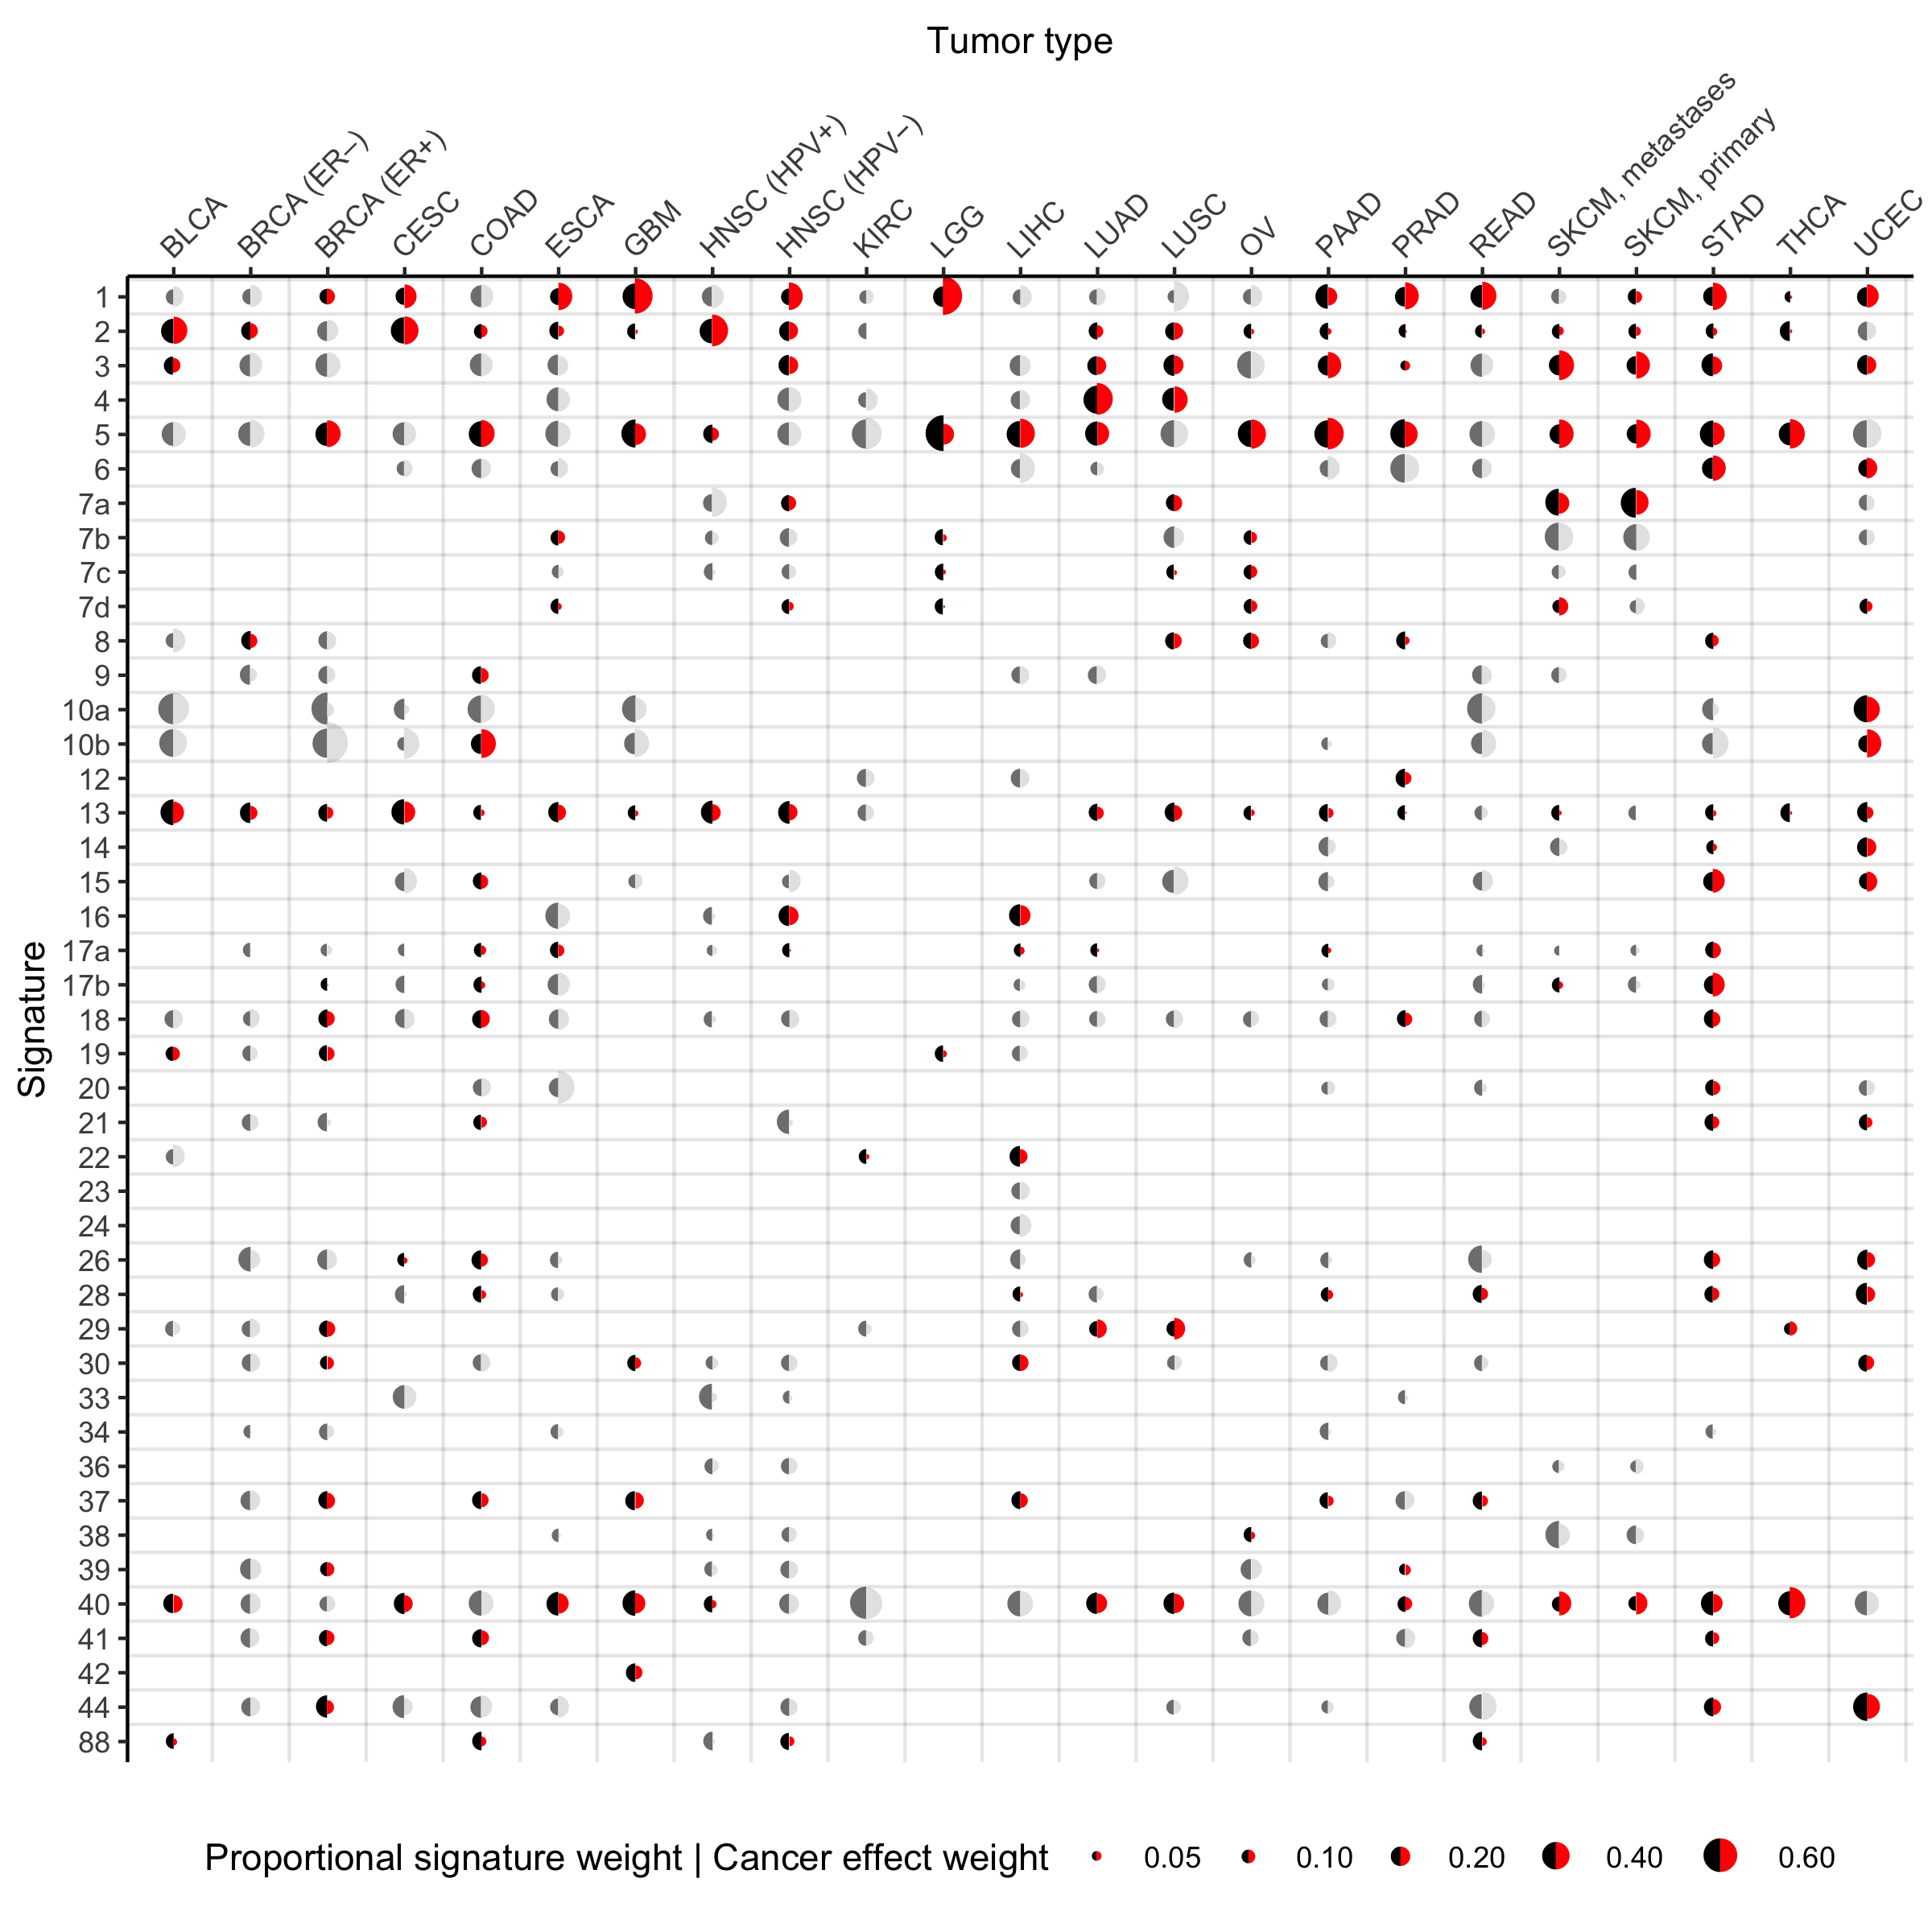 Tumor type
BLCA
BRCA (ER−)
BRCA (ER+)
CESC
COAD
ESCA
GBM
HNSC (HPV+)
HNSC (HPV−)
KIRC
LGG
LIHC
LUAD
LUSC
OV
PAAD
PRAD
READ
SKCM, metastases
SKCM, primary
STAD
THCA
UCEC
Signature
1
2
3
4
5
6
7a
7b
7c
7d
8
9
10a
10b
12
13
14
15
16
17a
17b
18
19
20
21
22
23
24
26
28
29
30
33
34
36
37
38
39
40
41
42
44
88
Proportional signature weight | Cancer effect weight 0.05 0.10 0.20 0.40 0.60